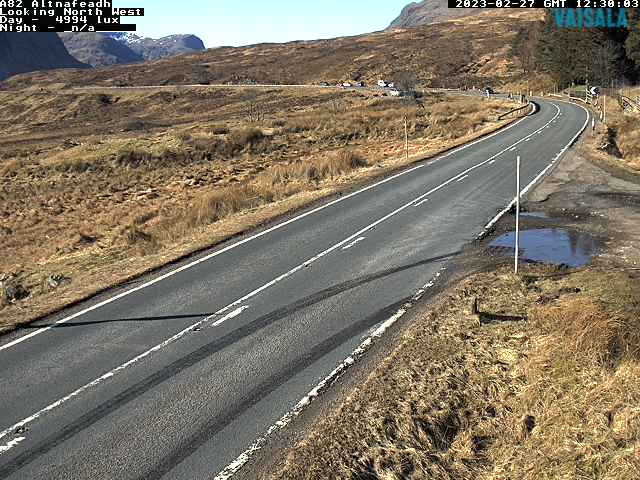 A82 Altnafeadh
Looking North West
Day - 4994 lux
Night - n/a
2023-02-27 GMT 12:30:03
VAISALA